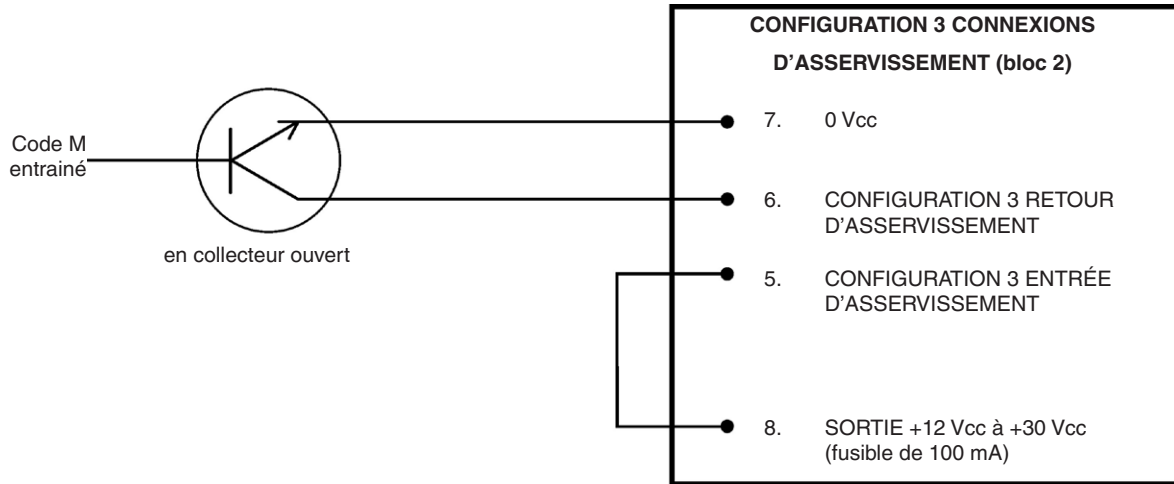 CONFIGURATION 3 CONNEXIONS
D'ASSERVISSEMENT (bloc 2)
Code M
entrainé
en collecteur ouvert
7. 0 Vcc
6. CONFIGURATION 3 RETOUR
D'ASSERVISSEMENT
5. CONFIGURATION 3 ENTRÉE
D'ASSERVISSEMENT
8. SORTIE +12 Vcc à +30 Vcc
(fusible de 100 mA)